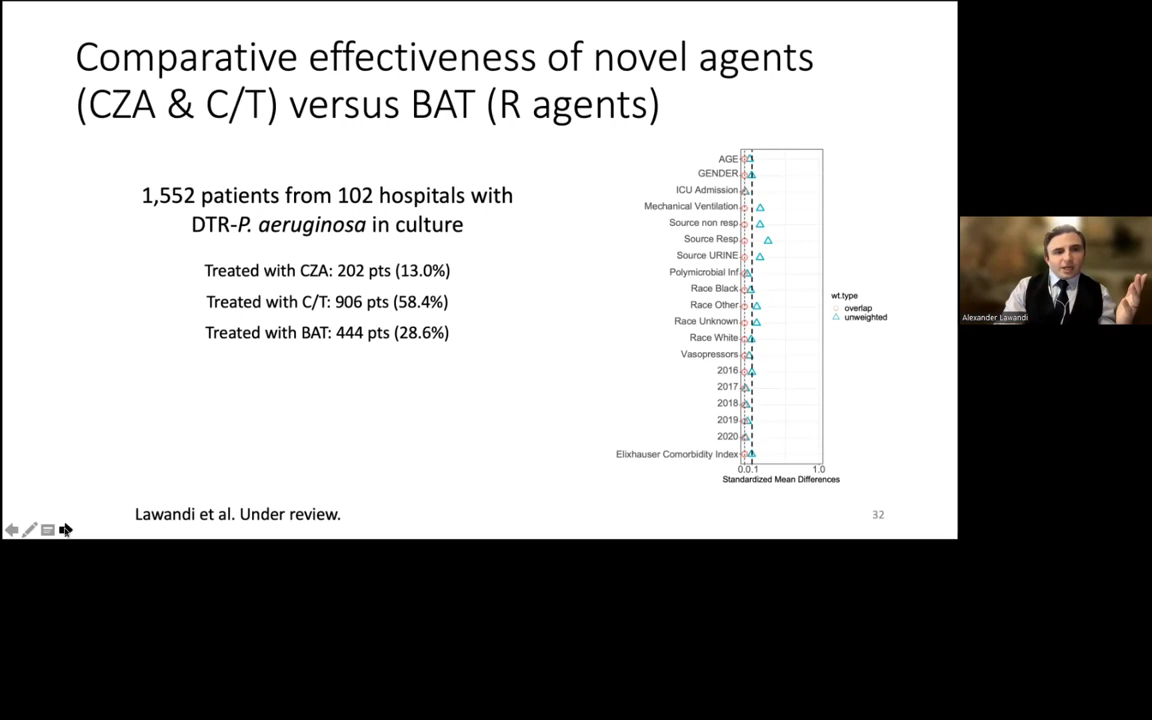 Comparative effectiveness of novel agents
(CZA & C/T) versus BAT (R agents)
1,552 patients from 102 hospitals with
DTR-P. aeruginosa in culture
Treated with CZA: 202 pts (13.0%)
Treated with C/T: 906 pts (58.4%)
Treated with BAT: 444 pts (28.6%)
AGE
GENDER
ICU Admission
Mechanical Ventilation
Source non resp
Source Resp
Source URINE
Polymicrobial Inf
Race Black
Race Other
Race Unknown
Race White
Vasopressors
2016
2017
2018
2019
2020
Elixhauser Comorbidity Index
0.0.1 1.0
Standardized Mean Differences
wt.type
overlap
unweighted
Lawandi et al. Under review.
32
Alexander Lawandi